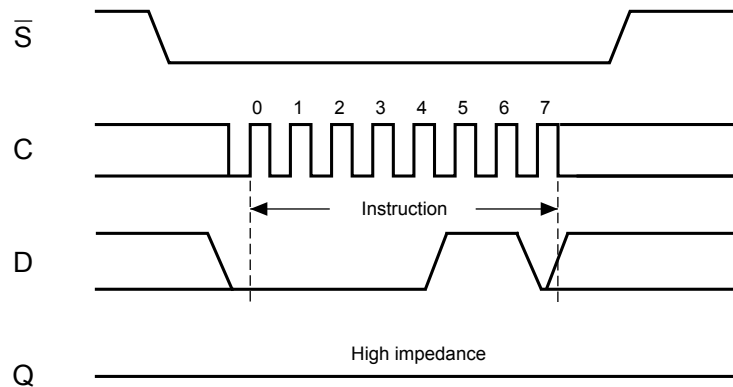 S̅
0 1 2 3 4 5 6 7
C
Instruction
D
High impedance
Q